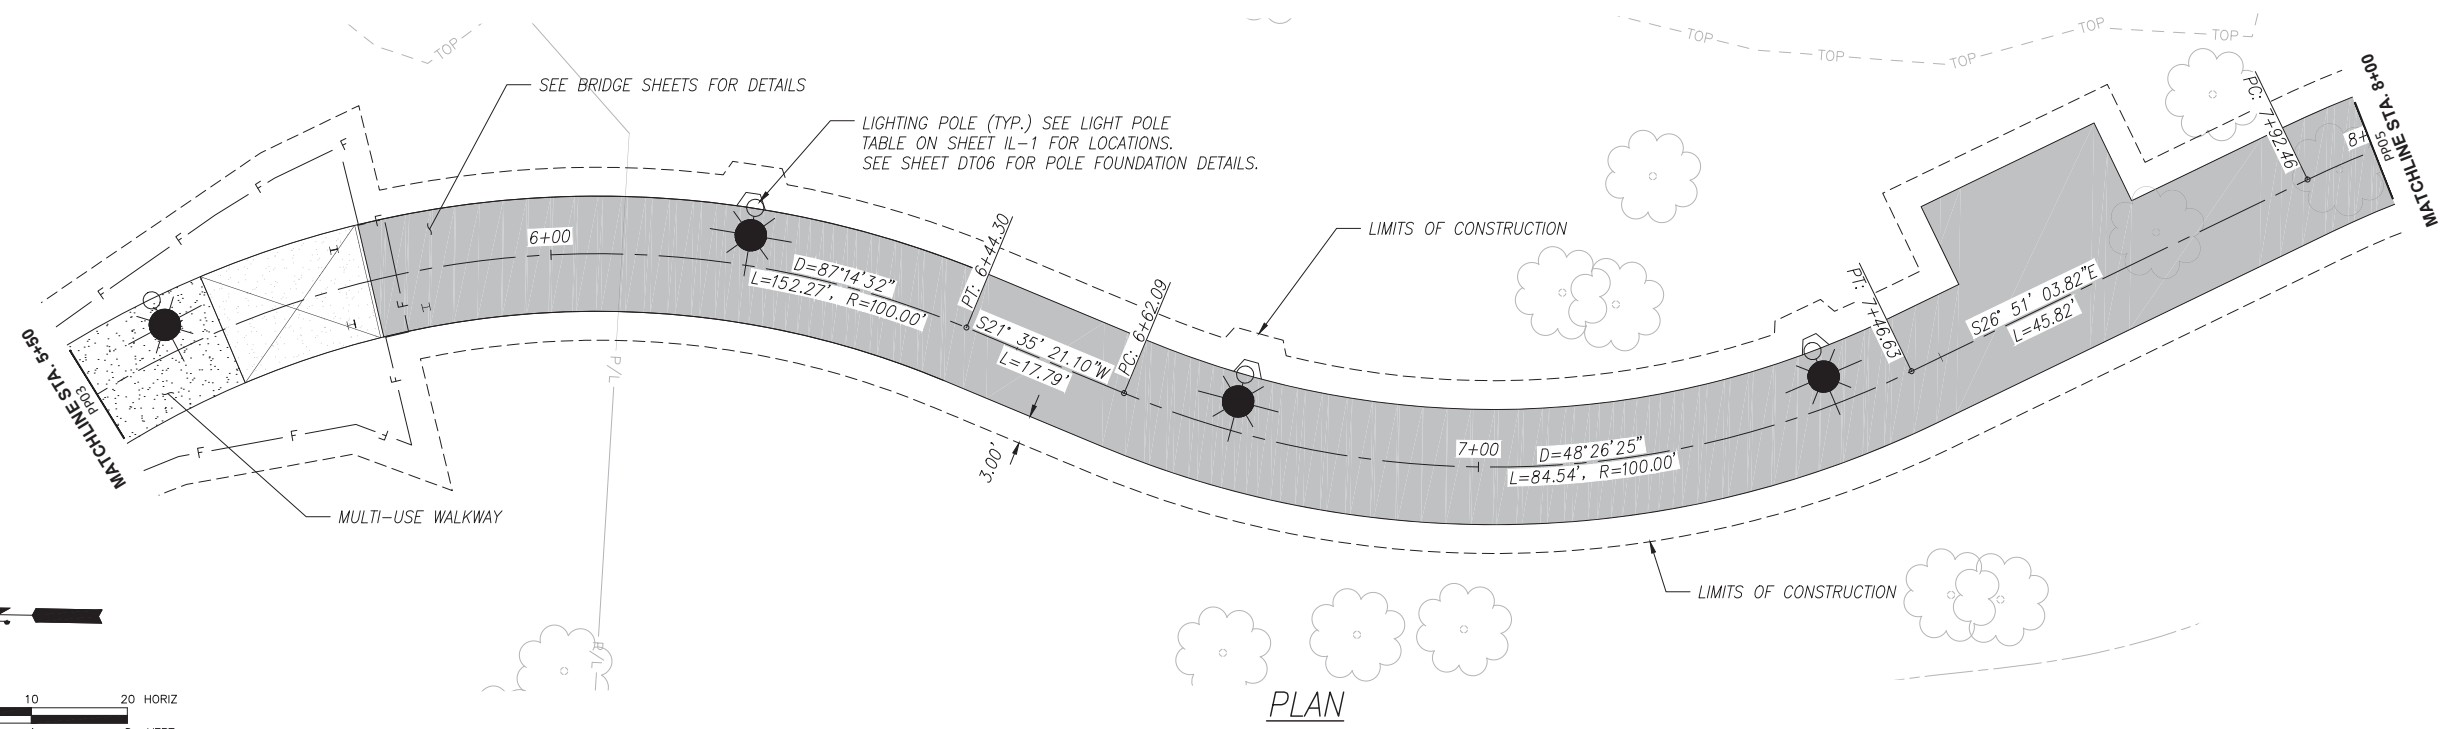 TOP
TOP
TOP
TOP
TOP
TOP
SEE BRIDGE SHEETS FOR DETAILS
LIGHTING POLE (TYP.) SEE LIGHT POLE
TABLE ON SHEET IL-1 FOR LOCATIONS.
SEE SHEET DT06 FOR POLE FOUNDATION DETAILS.
MATCHLINE STA. 8+00
PP05
8+
PC: 7+92.46
F
F
F
F
F
F
F
F
F
F
H
H
H
6+00
D=87°14'32"
L=152.27', R=100.00'
PT: 6+44.30
LIMITS OF CONSTRUCTION
S21° 35' 21.10"W
L=17.79'
PC: 6+62.09
PT: 7+46.63
S26° 51' 03.82"E
L=45.82'
MATCHLINE STA. 5+50
PP03
P/L
3.00'
7+00
D=48°26'25"
L=84.54', R=100.00'
MULTI-USE WALKWAY
LIMITS OF CONSTRUCTION
P/L
10 20 HORIZ
PLAN